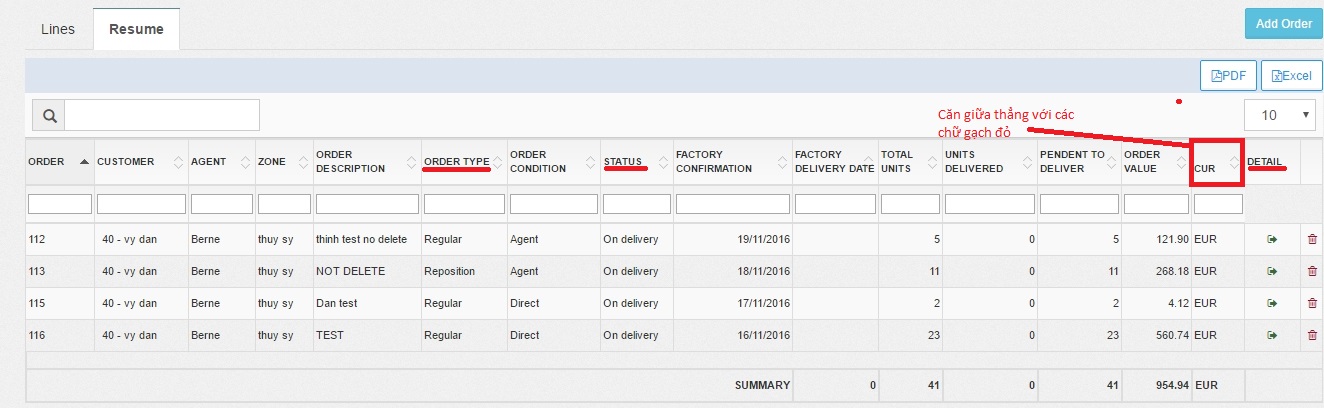 Lines Resume Add Order
PDF Excel
10
Căn giữa thẳng với các
chữ gạch đỏ
ORDER CUSTOMER AGENT ZONE ORDER DESCRIPTION ORDER TYPE ORDER CONDITION STATUS FACTORY CONFIRMATION FACTORY DELIVERY DATE TOTAL UNITS UNITS DELIVERED PENDENT TO DELIVER ORDER VALUE CUR DETAIL
112 40 - vy dan Berne thuy sy thinh test no delete Regular Agent On delivery 19/11/2016 5 0 5 121.90 EUR
113 40 - vy dan Berne thuy sy NOT DELETE Reposition Agent On delivery 18/11/2016 11 0 11 268.18 EUR
115 40 - vy dan Berne thuy sy Dan test Regular Direct On delivery 17/11/2016 2 0 2 4.12 EUR
116 40 - vy dan Berne thuy sy TEST Regular Direct On delivery 16/11/2016 23 0 23 560.74 EUR
SUMMARY 0 41 0 41 954.94 EUR